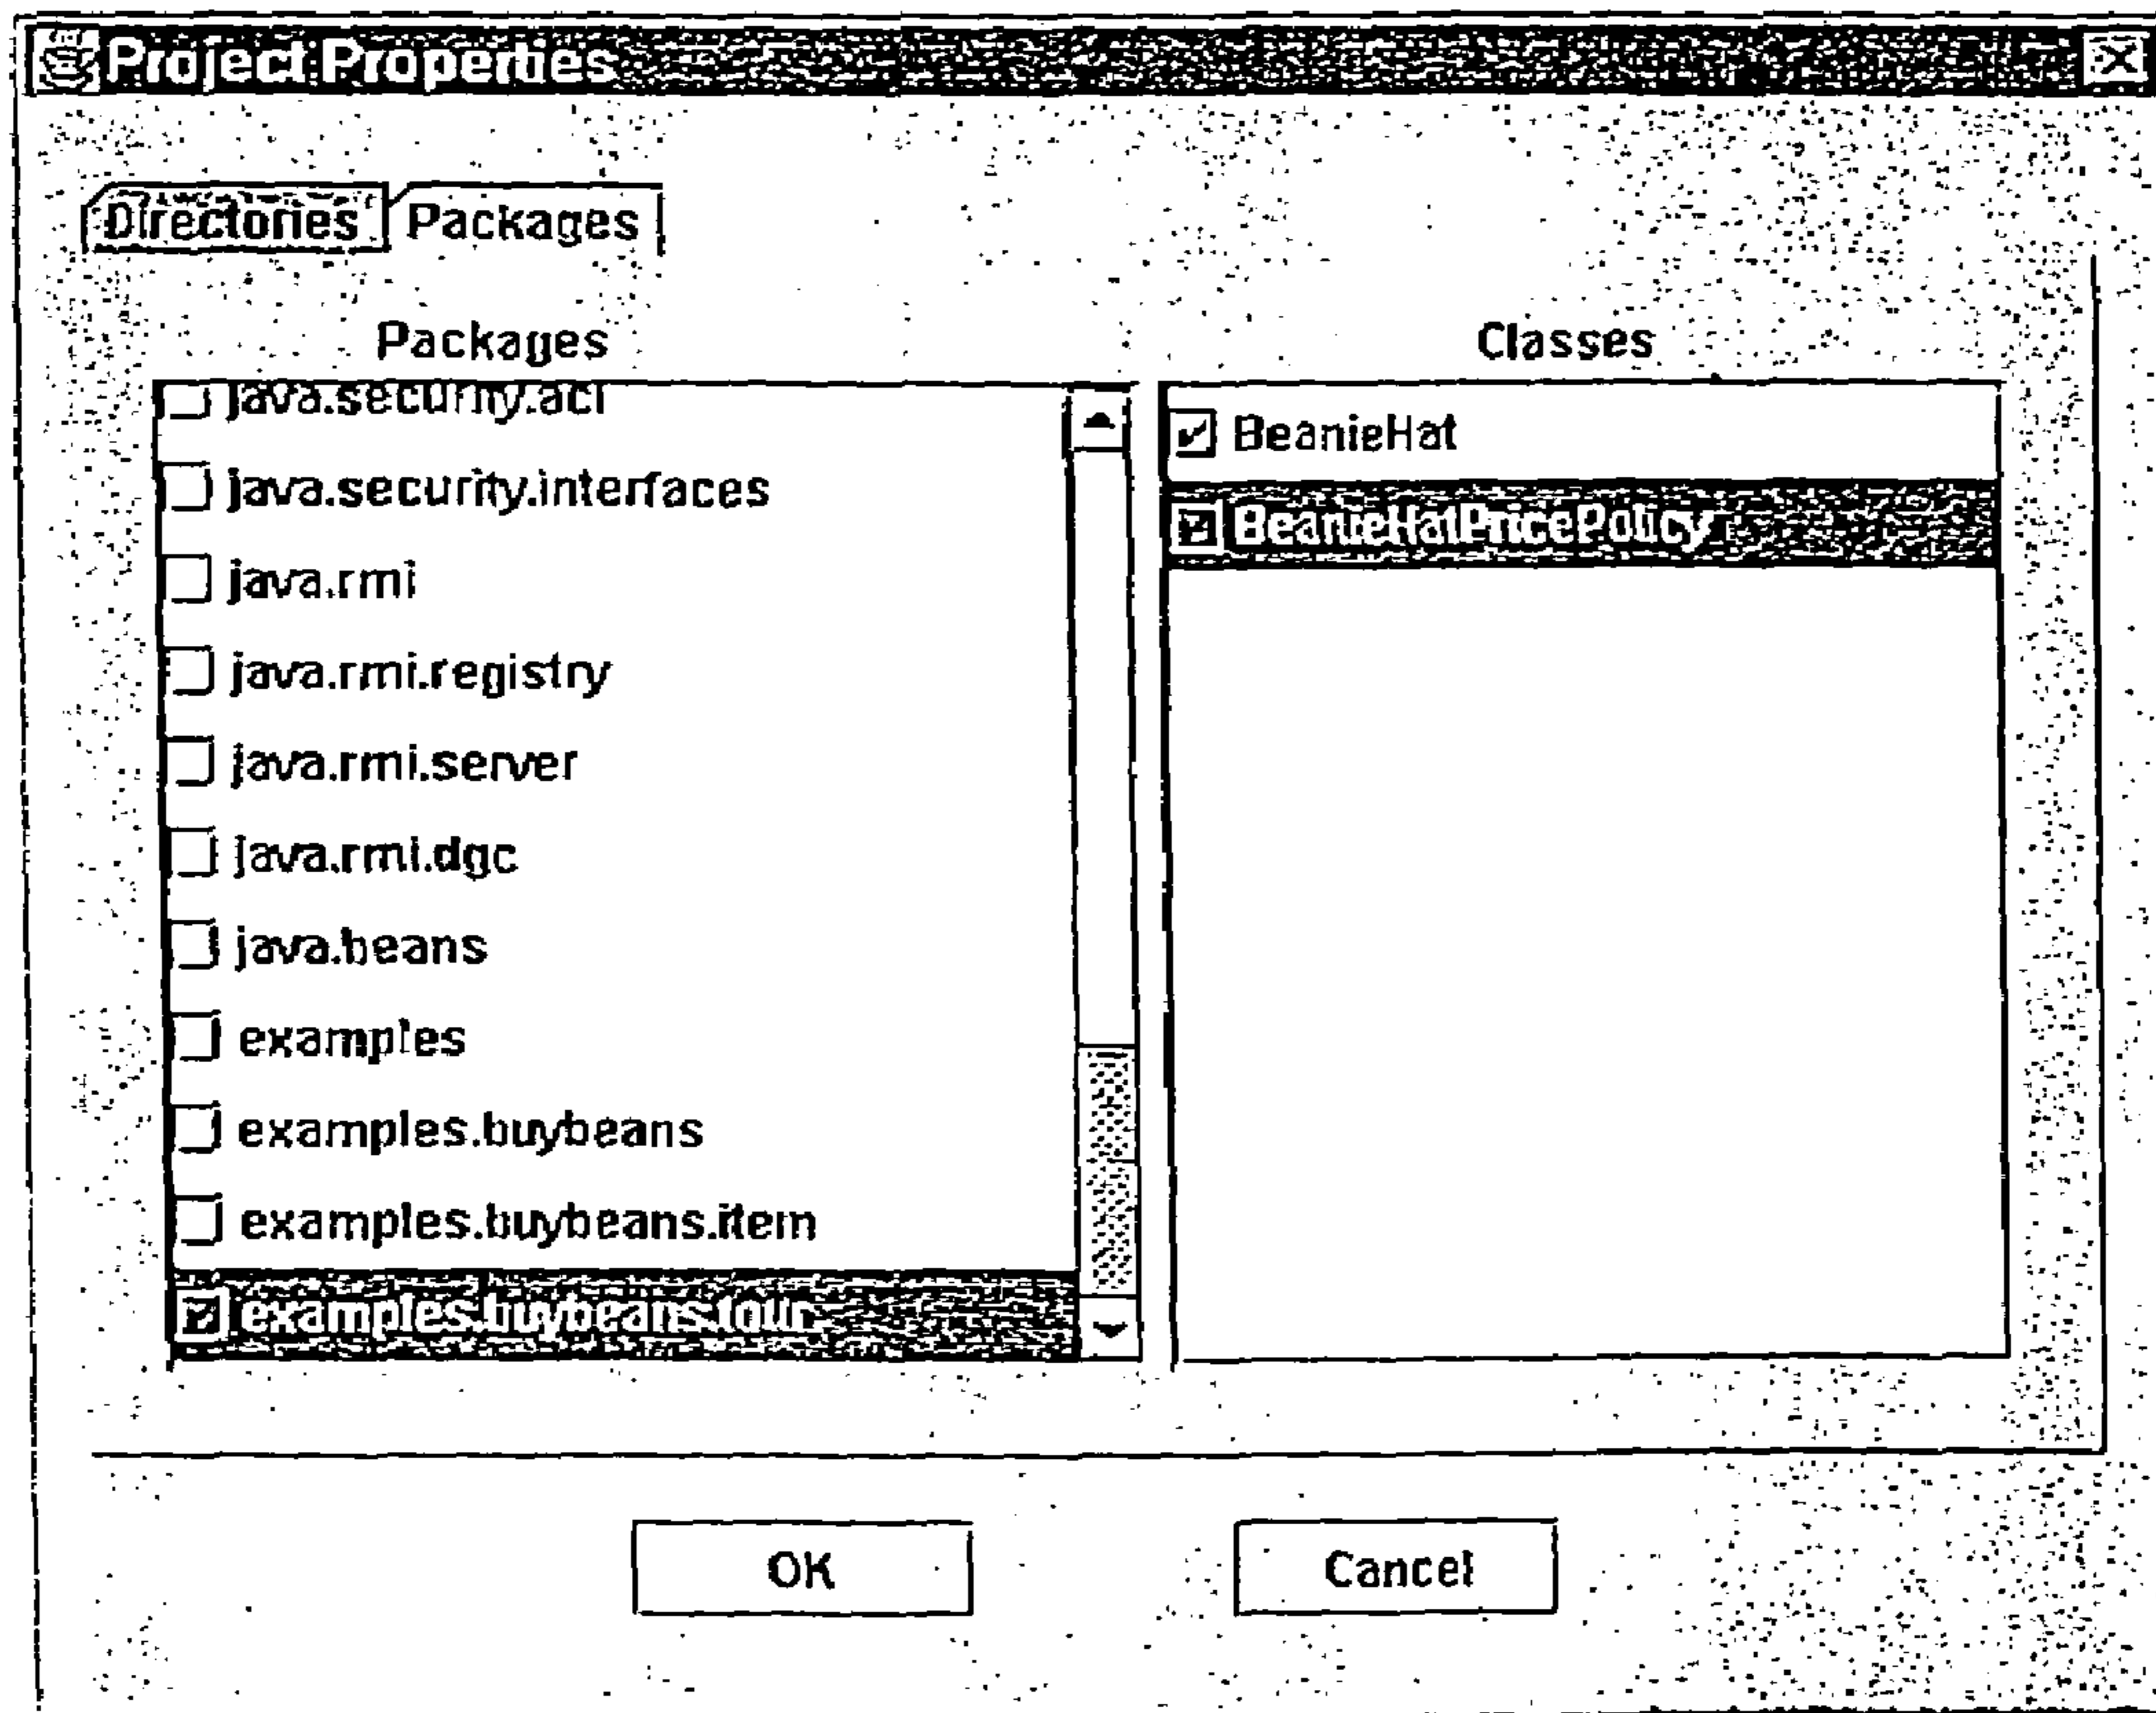 Project Properties
Directories Packages
Packages
java.security.acl
java.security.interfaces
java.rmi
java.rmi.registry
java.rmi.server
java.rmi.dgc
java.beans
examples
examples.buybeans
examples.buybeans.item
examples.buybeans.tour
Classes
BeanieHat
BeanieHatPricePolicy
OK Cancel